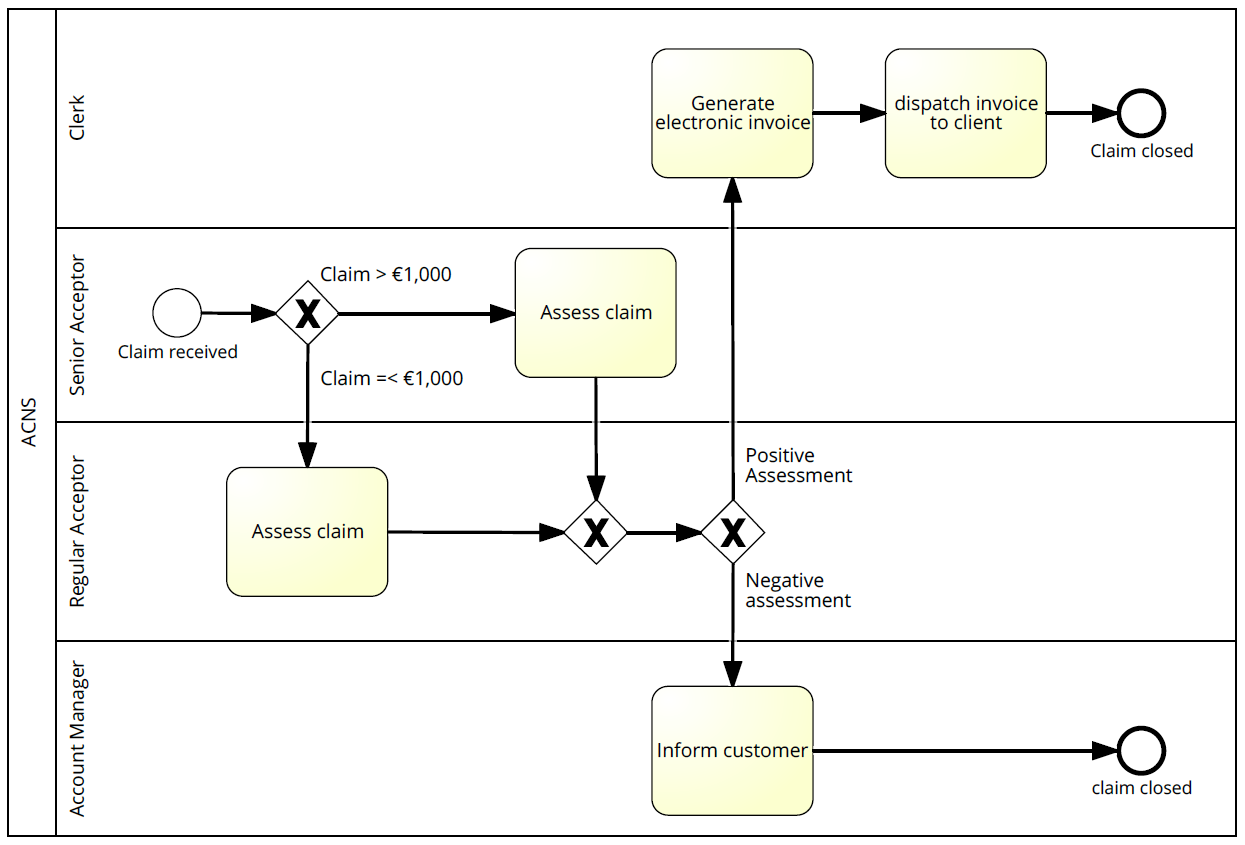 ACNS
Clerk
Generate
electronic invoice
dispatch invoice
to client
Claim closed
Senior Acceptor
Claim received
X
Claim > €1,000
Claim =< €1,000
Assess claim
Regular Acceptor
Assess claim
X
X
Positive
Assessment
Negative
assessment
Account Manager
Inform customer
claim closed